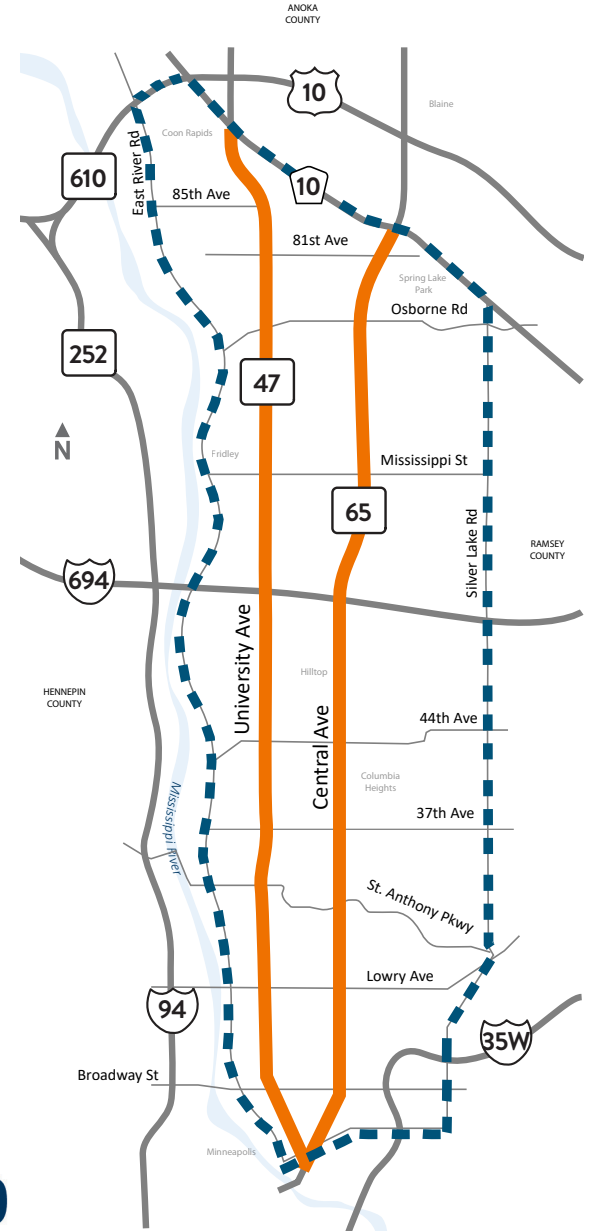 ANOKA
COUNTY
10
Blaine
Coon Rapids
East River Rd
610
10
85th Ave
81st Ave
Spring Lake
Park
Osborne Rd
252
47
N
Fridley
Mississippi St
65
Silver Lake Rd
RAMSEY
COUNTY
694
University Ave
Hilltop
HENNEPIN
COUNTY
44th Ave
Central Ave
Columbia
Heights
Mississippi River
37th Ave
St. Anthony Pkwy
Lowry Ave
94
35W
Broadway St
Minneapolis